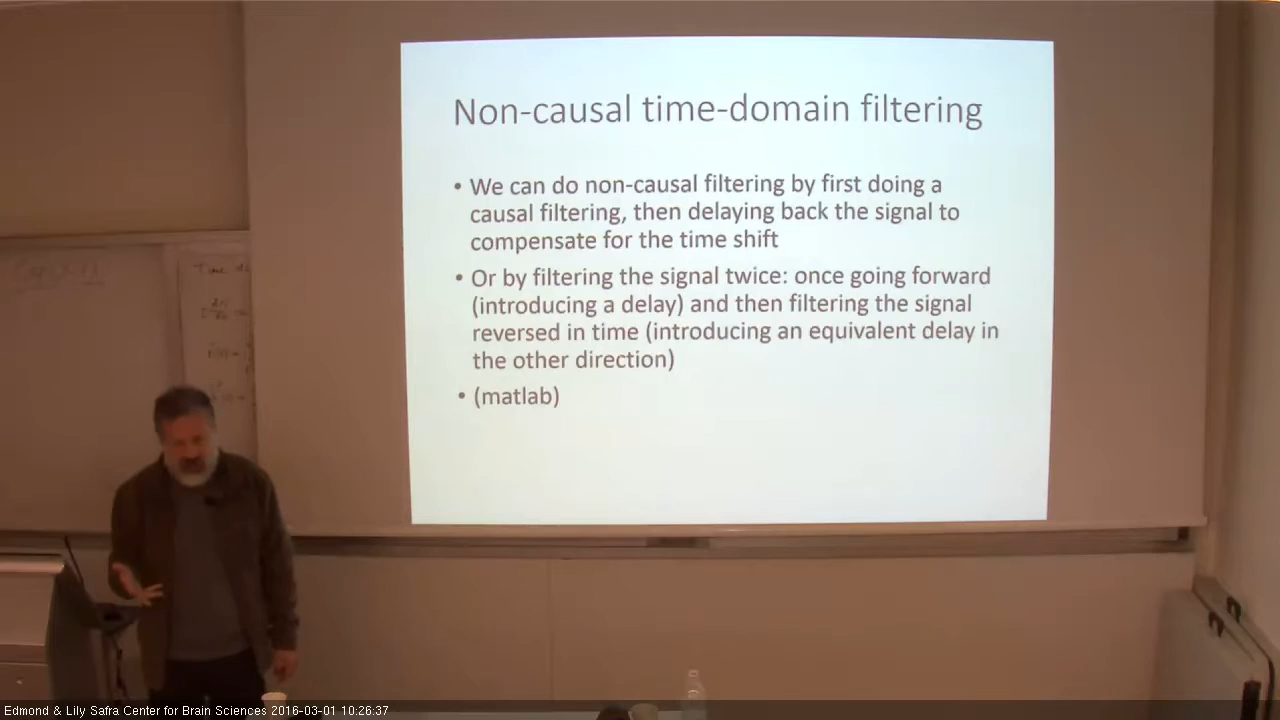 Non-causal time-domain filtering
• We can do non-causal filtering by first doing a
causal filtering, then delaying back the signal to
compensate for the time shift
• Or by filtering the signal twice: once going forward
(introducing a delay) and then filtering the signal
reversed in time (introducing an equivalent delay in
the other direction)
• (matlab)
Time
Edmond & Lily Safra Center for Brain Sciences 2016-03-01 10:26:37